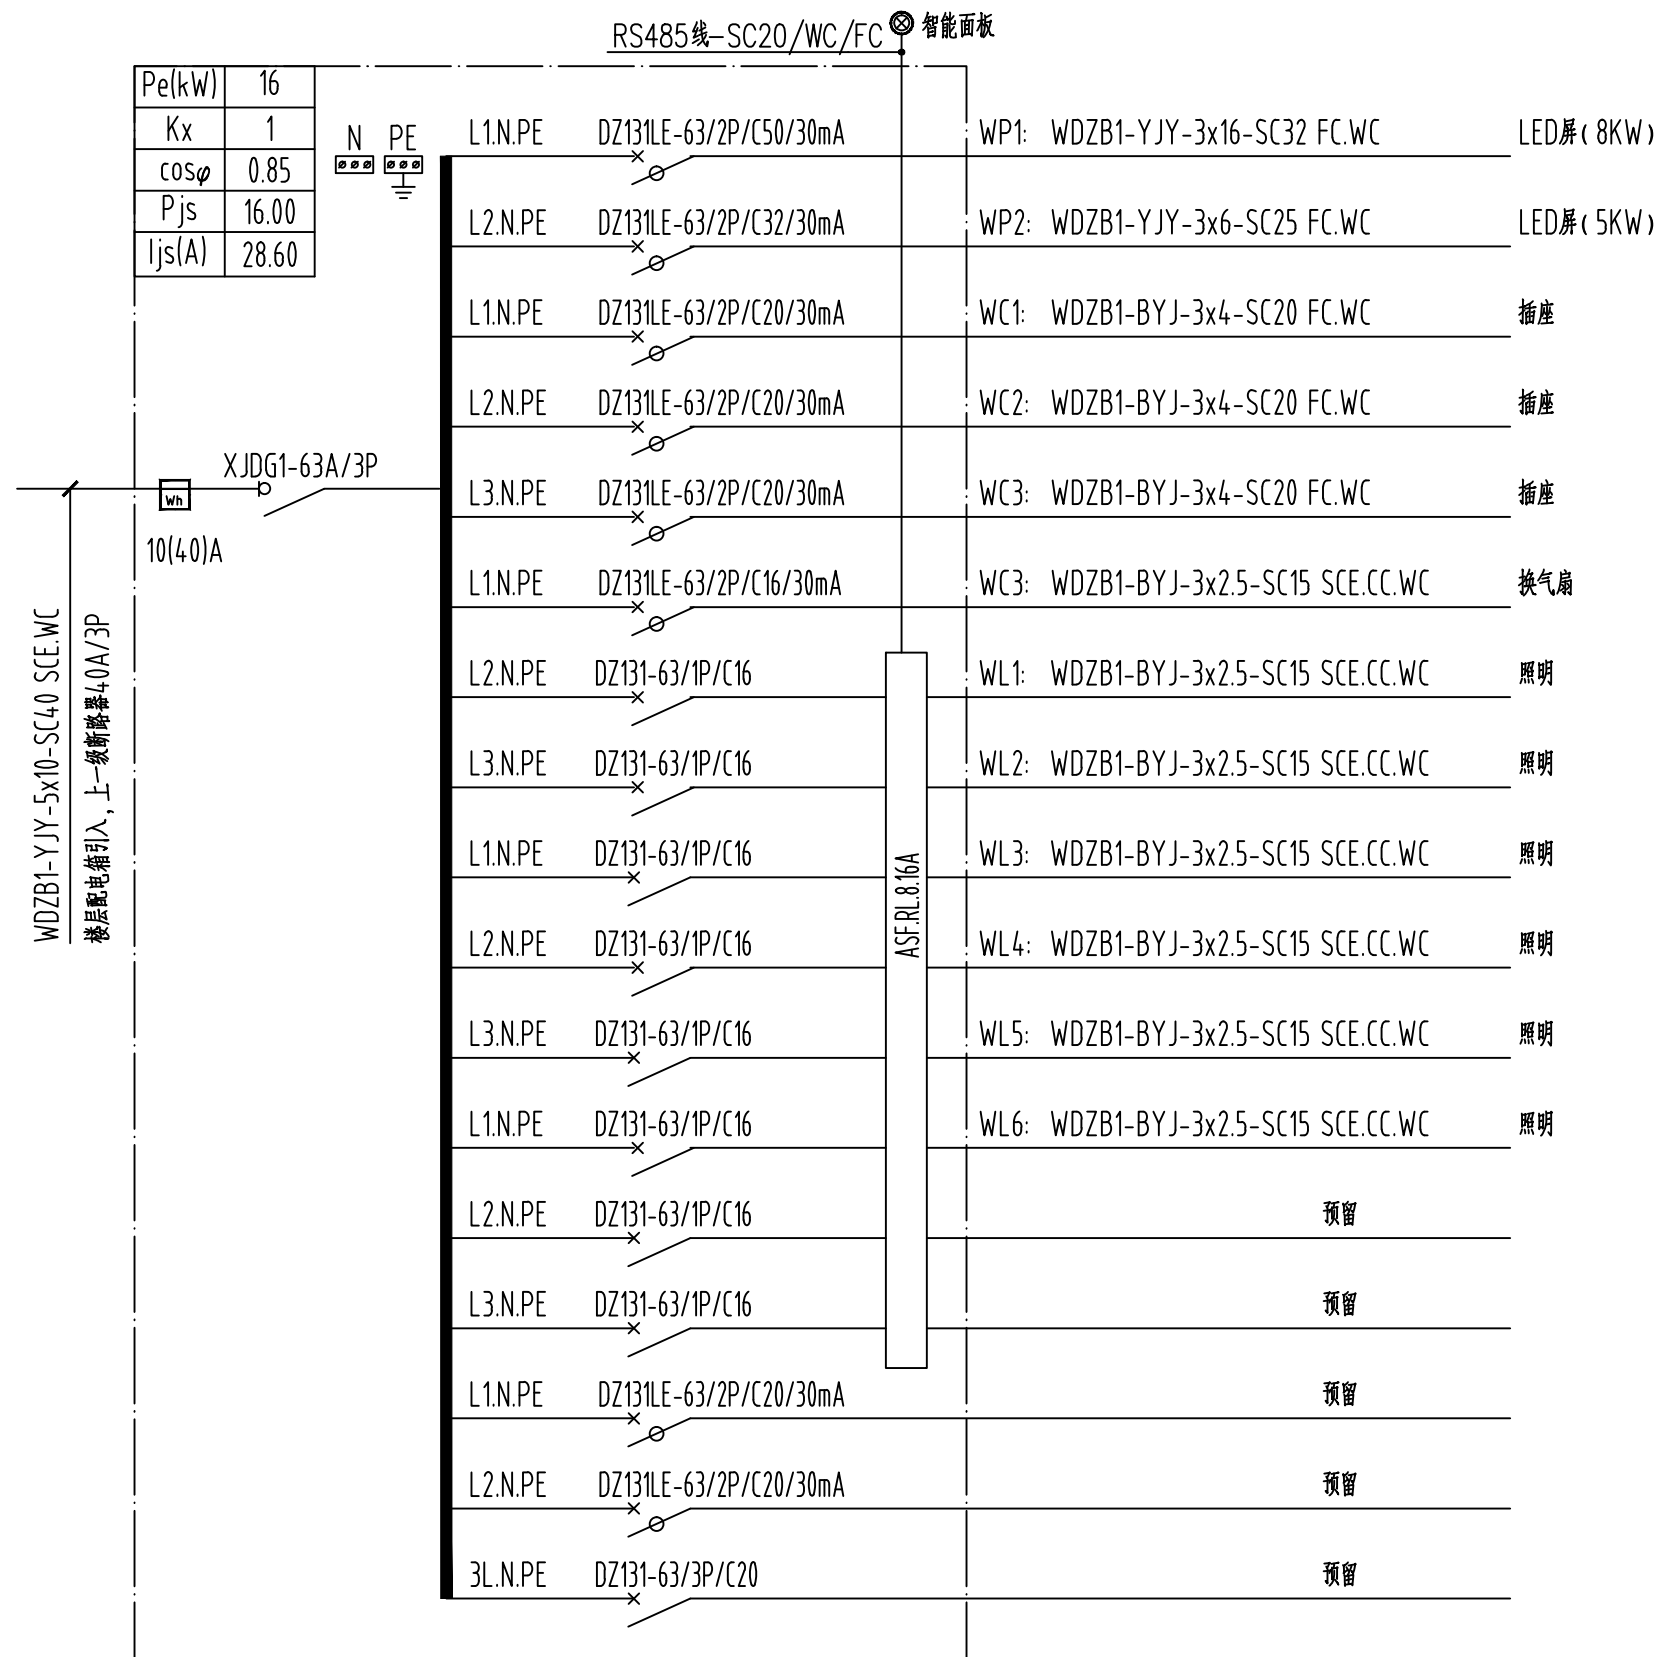 RS485线-SC20/WC/FC
智能面板
Pe(kW) 16
Kx 1
cosφ 0.85
Pjs 16.00
Ijs(A) 28.60
N PE
L1.N.PE DZ131LE-63/2P/C50/30mA WP1: WDZB1-YJY-3x16-SC32 FC.WC LED屏(8KW)
L2.N.PE DZ131LE-63/2P/C32/30mA WP2: WDZB1-YJY-3x6-SC25 FC.WC LED屏(5KW)
L1.N.PE DZ131LE-63/2P/C20/30mA WC1: WDZB1-BYJ-3x4-SC20 FC.WC 插座
L2.N.PE DZ131LE-63/2P/C20/30mA WC2: WDZB1-BYJ-3x4-SC20 FC.WC 插座
XJDG1-63A/3P
Wh
10(40)A
WDZB1-YJY-5x10-SC40 SCE.WC
楼层配电箱引入,上一级断路器40A/3P
L3.N.PE DZ131LE-63/2P/C20/30mA WC3: WDZB1-BYJ-3x4-SC20 FC.WC 插座
L1.N.PE DZ131LE-63/2P/C16/30mA WC3: WDZB1-BYJ-3x2.5-SC15 SCE.CC.WC 换气扇
L2.N.PE DZ131-63/1P/C16 WL1: WDZB1-BYJ-3x2.5-SC15 SCE.CC.WC 照明
L3.N.PE DZ131-63/1P/C16 WL2: WDZB1-BYJ-3x2.5-SC15 SCE.CC.WC 照明
L1.N.PE DZ131-63/1P/C16 WL3: WDZB1-BYJ-3x2.5-SC15 SCE.CC.WC 照明
ASF.RL.8.16A
L2.N.PE DZ131-63/1P/C16 WL4: WDZB1-BYJ-3x2.5-SC15 SCE.CC.WC 照明
L3.N.PE DZ131-63/1P/C16 WL5: WDZB1-BYJ-3x2.5-SC15 SCE.CC.WC 照明
L1.N.PE DZ131-63/1P/C16 WL6: WDZB1-BYJ-3x2.5-SC15 SCE.CC.WC 照明
L2.N.PE DZ131-63/1P/C16 预留
L3.N.PE DZ131-63/1P/C16 预留
L1.N.PE DZ131LE-63/2P/C20/30mA 预留
L2.N.PE DZ131LE-63/2P/C20/30mA 预留
3L.N.PE DZ131-63/3P/C20 预留